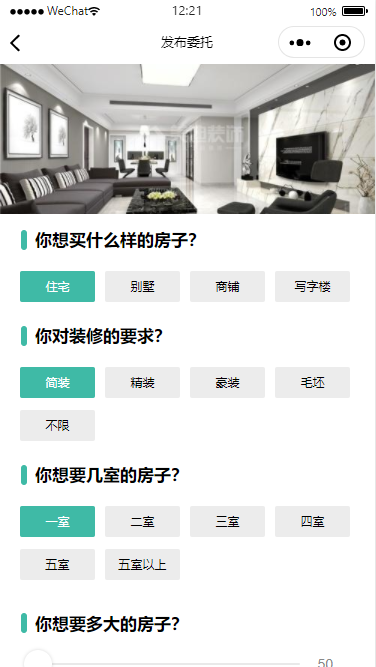 WeChat 12:21 100%
发布委托
你想买什么样的房子?
住宅 别墅 商铺 写字楼
你对装修的要求?
简装 精装 豪装 毛坯
不限
你想要几室的房子?
一室 二室 三室 四室
五室 五室以上
你想要多大的房子?
50